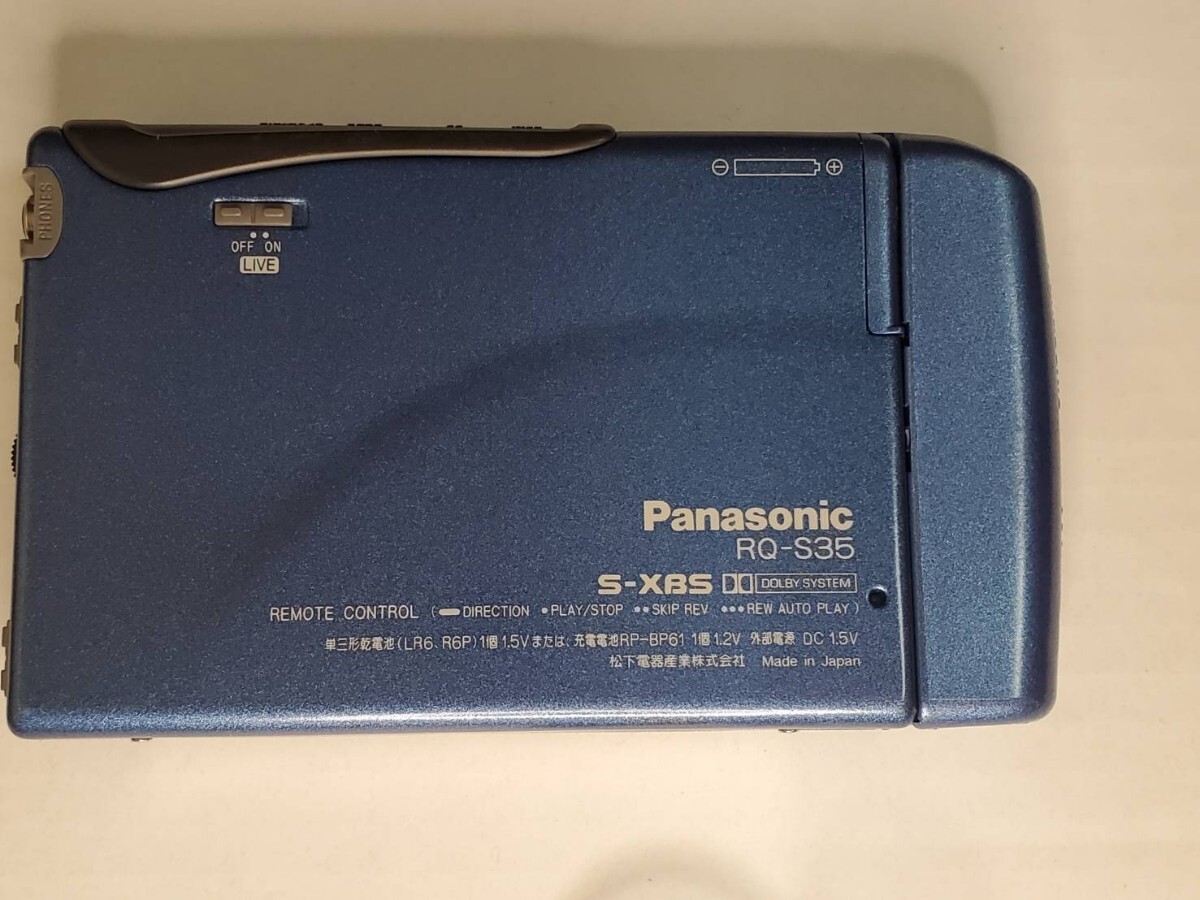 PHONES
⊖ ⊕
OFF ON
LIVE
Panasonic
RQ-S35
S-XBS DOLBY SYSTEM
REMOTE CONTROL ( ▬ DIRECTION •PLAY/STOP ••SKIP REV •••REW AUTO PLAY )
単三形乾電池(LR6、R6P)1個 1.5Vまたは、充電電池RP-BP61 1個 1.2V 外部電源 DC 1.5V
松下電器産業株式会社 Made in Japan